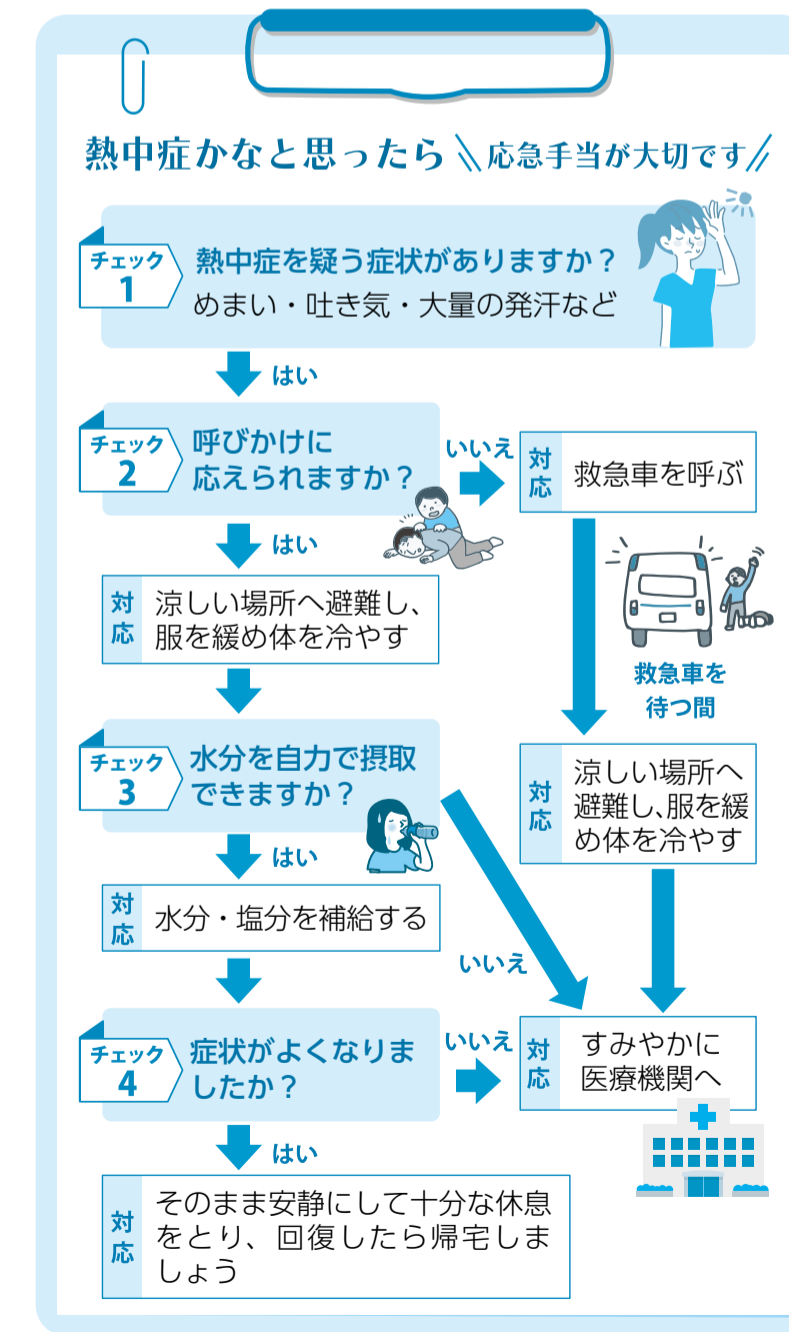 熱中症かなと思ったら 応急手当が大切です
チェック
1
熱中症を疑う症状がありますか？
めまい・吐き気・大量の発汗など
はい
チェック
2
呼びかけに
応えられますか？
いいえ
対応
救急車を呼ぶ
はい
対応
涼しい場所へ避難し、
服を緩め体を冷やす
救急車を
待つ間
対応
涼しい場所へ
避難し、服を緩
め体を冷やす
チェック
3
水分を自力で摂取
できますか？
はい
いいえ
対応
水分・塩分を補給する
チェック
4
症状がよくなりま
したか？
いいえ
対応
すみやかに
医療機関へ
はい
対応
そのまま安静にして十分な休息
をとり、回復したら帰宅しま
しょう